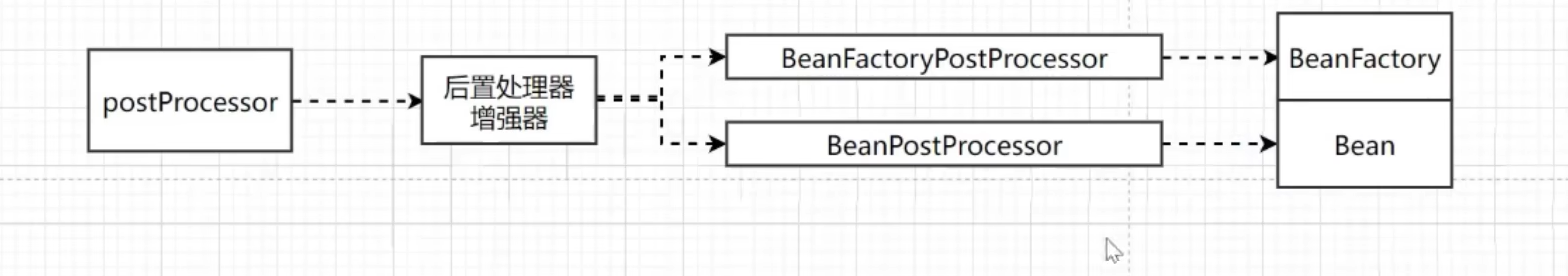 postProcessor
后置处理器
增强器
BeanFactoryPostProcessor
BeanPostProcessor
BeanFactory
Bean